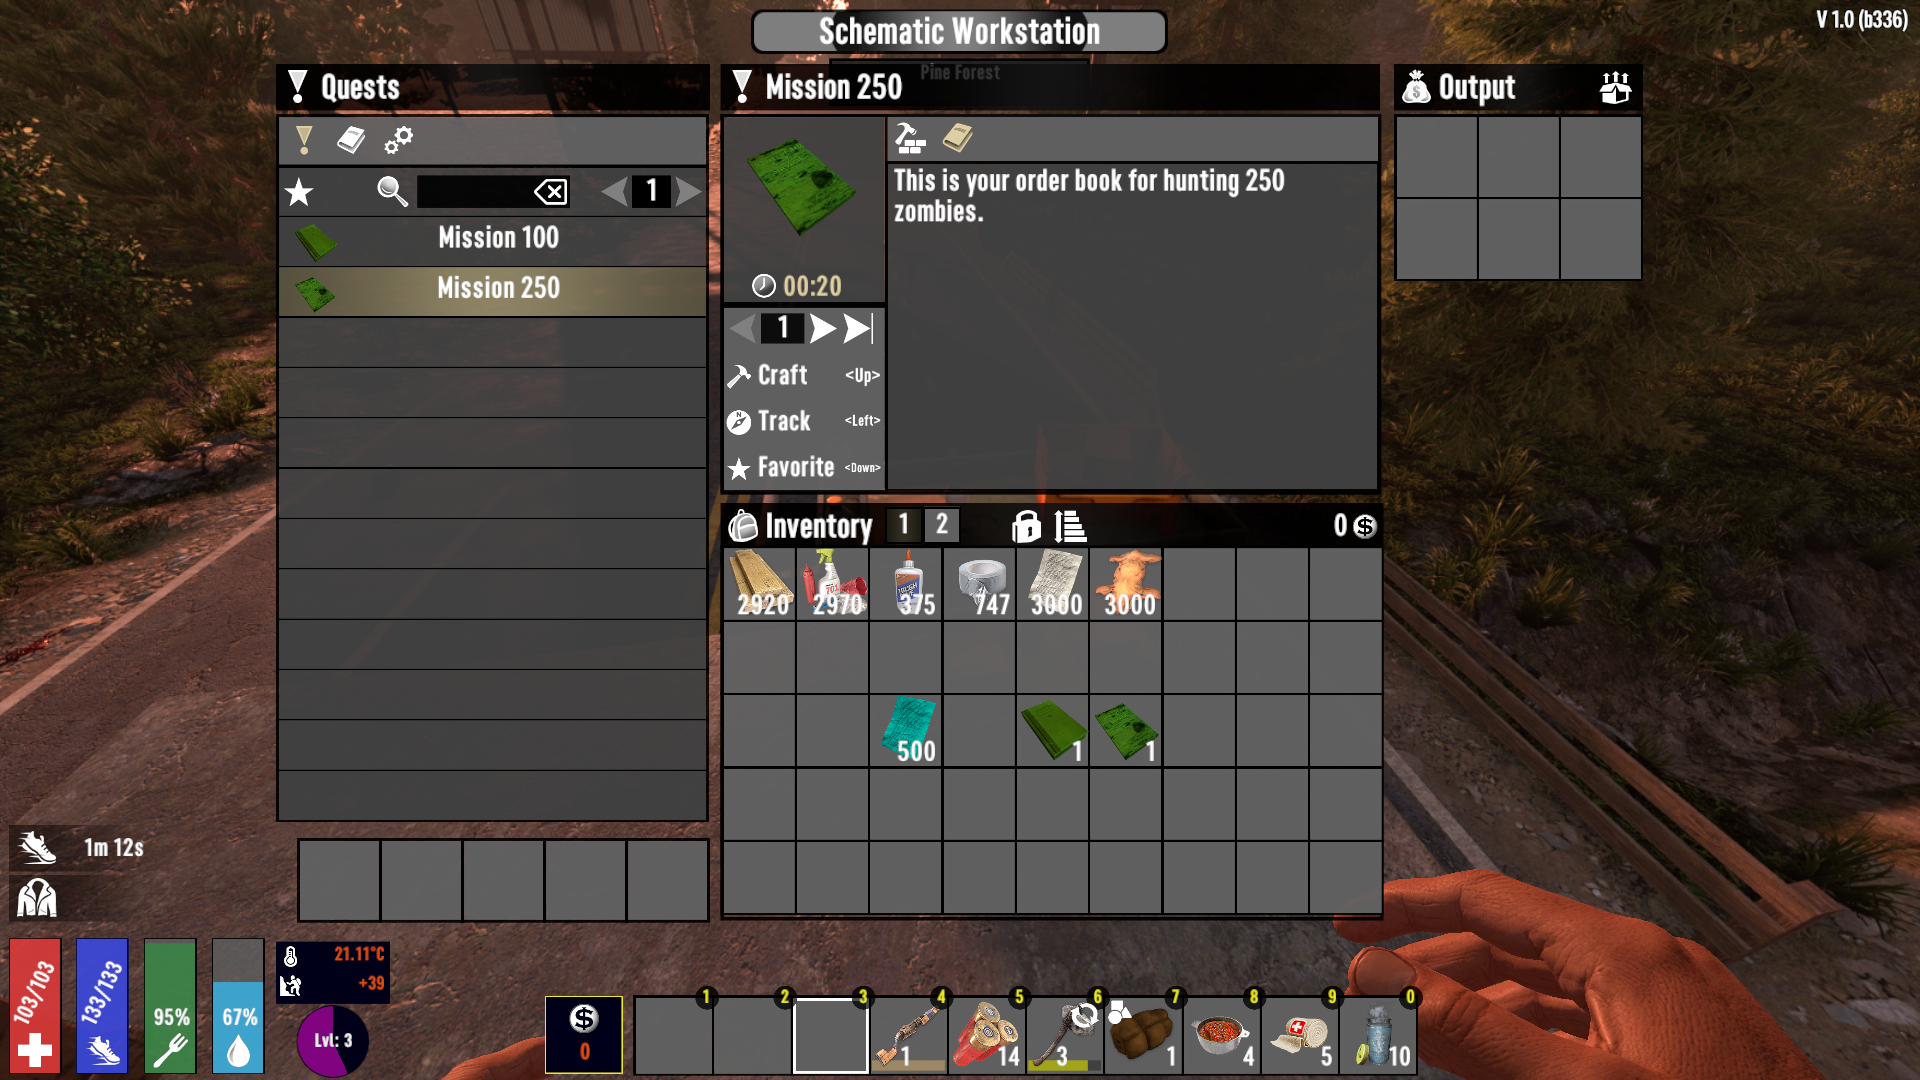 Schematic Workstation
V 1.0 (b336)
Pine Forest
Quests
1
Mission 100
Mission 250
Mission 250
This is your order book for hunting 250
zombies.
00:20
1
Craft <Up>
Track <Left>
Favorite <Down>
Output
Inventory 1 2
0
2920 2970 375 747 3000 3000
500 1 1
1m 12s
103/103
133/133
95%
67%
21.11°C
+39
Lvl: 3
0
1 2 3 4 5 6 7 8 9 0
1 14 3 1 4 5 10